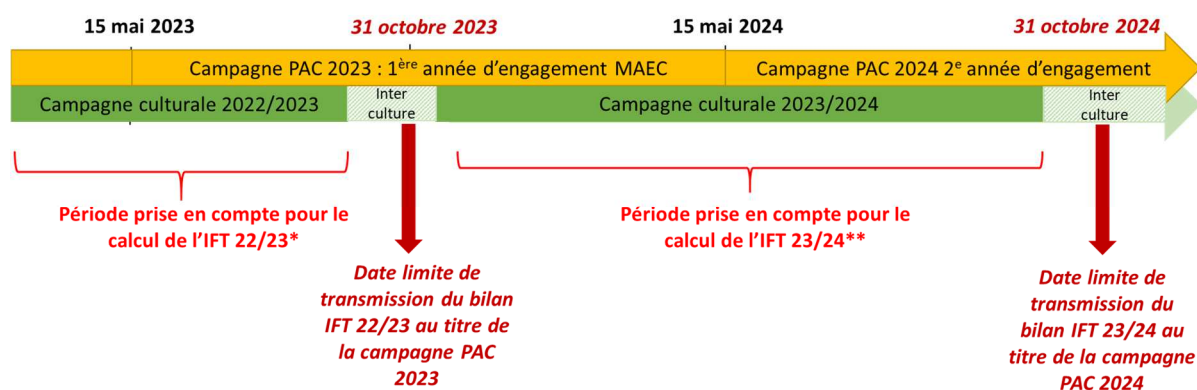 15 mai 2023
31 octobre 2023
15 mai 2024
31 octobre 2024
Campagne PAC 2023 : 1ère année d'engagement MAEC
Campagne PAC 2024 2e année d'engagement
Campagne culturale 2022/2023
Inter
culture
Campagne culturale 2023/2024
Inter
culture
Période prise en compte pour le
calcul de l'IFT 22/23*
Période prise en compte pour le
calcul de l'IFT 23/24**
Date limite de
transmission du bilan
IFT 22/23 au titre de
la campagne PAC
2023
Date limite de
transmission du
bilan IFT 23/24 au
titre de la campagne
PAC 2024